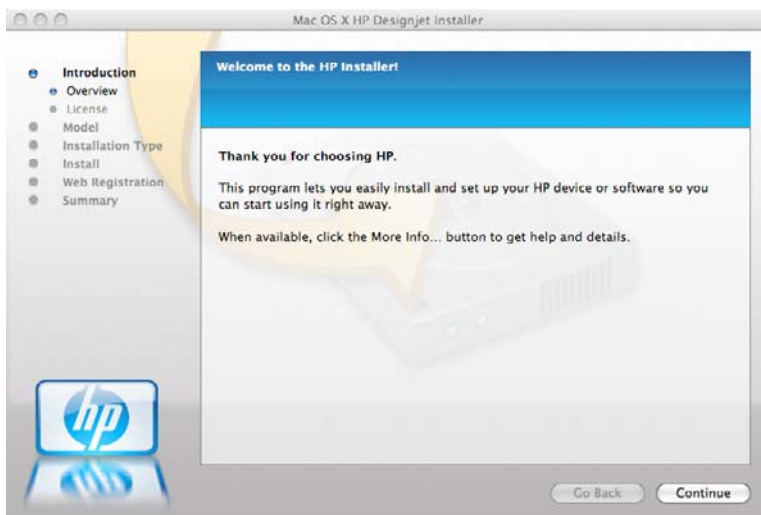 Mac OS X HP Designjet Installer
Introduction
Overview
License
Model
Installation Type
Install
Web Registration
Summary
hp
Welcome to the HP Installer!
Thank you for choosing HP.
This program lets you easily install and set up your HP device or software so you
can start using it right away.
When available, click the More Info... button to get help and details.
Go Back
Continue